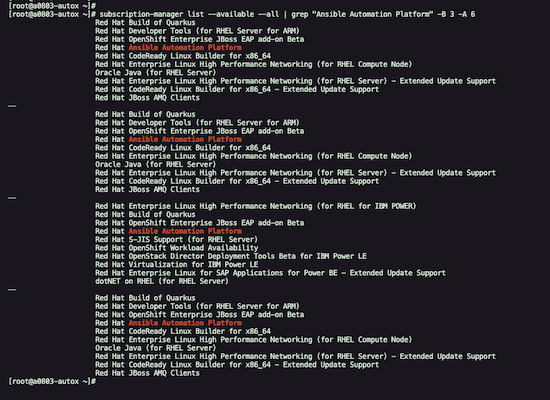 [root@a0803-autox ~]#
[root@a0803-autox ~]# subscription-manager list --available --all | grep "Ansible Automation Platform" -B 3 -A 6
Red Hat Build of Quarkus
Red Hat Developer Tools (for RHEL Server for ARM)
Red Hat OpenShift Enterprise JBoss EAP add-on Beta
Red Hat Ansible Automation Platform
Red Hat CodeReady Linux Builder for x86_64
Red Hat Enterprise Linux High Performance Networking (for RHEL Compute Node)
Oracle Java (for RHEL Server)
Red Hat Enterprise Linux High Performance Networking (for RHEL Server) - Extended Update Support
Red Hat CodeReady Linux Builder for x86_64 - Extended Update Support
Red Hat JBoss AMQ Clients
--
Red Hat Build of Quarkus
Red Hat Developer Tools (for RHEL Server for ARM)
Red Hat OpenShift Enterprise JBoss EAP add-on Beta
Red Hat Ansible Automation Platform
Red Hat CodeReady Linux Builder for x86_64
Red Hat Enterprise Linux High Performance Networking (for RHEL Compute Node)
Oracle Java (for RHEL Server)
Red Hat Enterprise Linux High Performance Networking (for RHEL Server) - Extended Update Support
Red Hat CodeReady Linux Builder for x86_64 - Extended Update Support
Red Hat JBoss AMQ Clients
--
Red Hat Enterprise Linux High Performance Networking (for RHEL for IBM POWER)
Red Hat Build of Quarkus
Red Hat OpenShift Enterprise JBoss EAP add-on Beta
Red Hat Ansible Automation Platform
Red Hat S-JIS Support (for RHEL Server)
Red Hat OpenShift Workload Availability
Red Hat OpenStack Director Deployment Tools Beta for IBM Power LE
Red Hat Virtualization for IBM Power LE
Red Hat Enterprise Linux for SAP Applications for Power BE - Extended Update Support
dotNET on RHEL (for RHEL Server)
--
Red Hat Build of Quarkus
Red Hat Developer Tools (for RHEL Server for ARM)
Red Hat OpenShift Enterprise JBoss EAP add-on Beta
Red Hat Ansible Automation Platform
Red Hat CodeReady Linux Builder for x86_64
Red Hat Enterprise Linux High Performance Networking (for RHEL Compute Node)
Oracle Java (for RHEL Server)
Red Hat Enterprise Linux High Performance Networking (for RHEL Server) - Extended Update Support
Red Hat CodeReady Linux Builder for x86_64 - Extended Update Support
Red Hat JBoss AMQ Clients
[root@a0803-autox ~]#